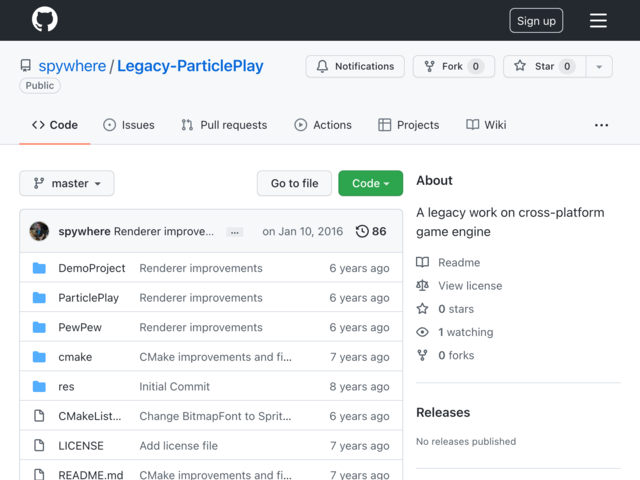 Sign up
spywhere / Legacy-ParticlePlay
Public
Notifications
Fork 0
Star 0
Code
Issues
Pull requests
Actions
Projects
Wiki
master
Go to file
Code
spywhere Renderer improve... on Jan 10, 2016 86
DemoProject Renderer improvements 6 years ago
ParticlePlay Renderer improvements 6 years ago
PewPew Renderer improvements 6 years ago
cmake CMake improvements and fi... 7 years ago
res Initial Commit 8 years ago
CMakeList... Change BitmapFont to Sprit... 6 years ago
LICENSE Add license file 7 years ago
README.md CMake improvements and fi... 7 years ago
About
A legacy work on cross-platform
game engine
Readme
View license
0 stars
1 watching
0 forks
Releases
No releases published